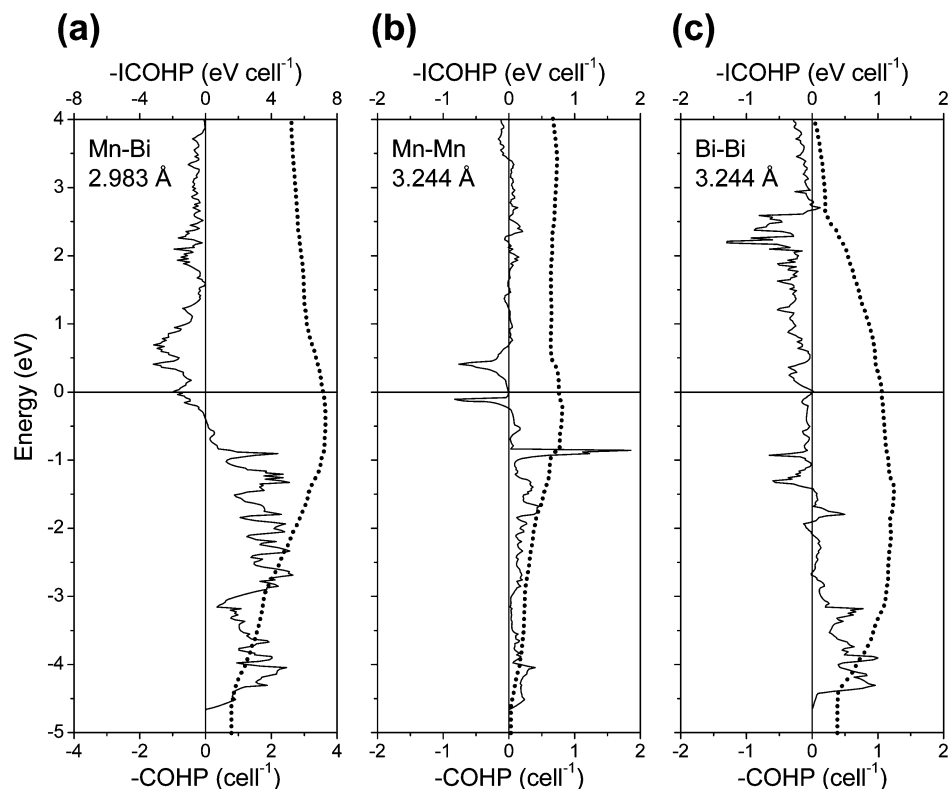 (a) (b) (c)
-ICOHP (eV cell⁻¹) -ICOHP (eV cell⁻¹) -ICOHP (eV cell⁻¹)
-8 -4 0 4 8 -2 -1 0 1 2 -2 -1 0 1 2
4
Mn-Bi Mn-Mn Bi-Bi
2.983 Å 3.244 Å 3.244 Å
3
2
1
0
-1
-2
-3
-4
-5
Energy (eV)
-4 -2 0 2 4 -2 -1 0 1 2 -2 -1 0 1 2
-COHP (cell⁻¹) -COHP (cell⁻¹) -COHP (cell⁻¹)